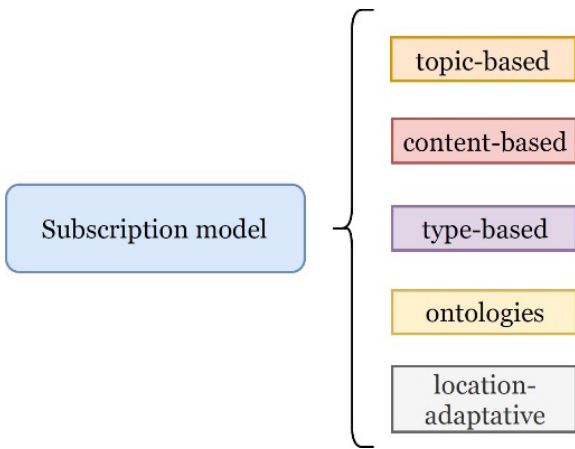 topic-based
content-based
Subscription model
type-based
ontologies
location-
adaptative